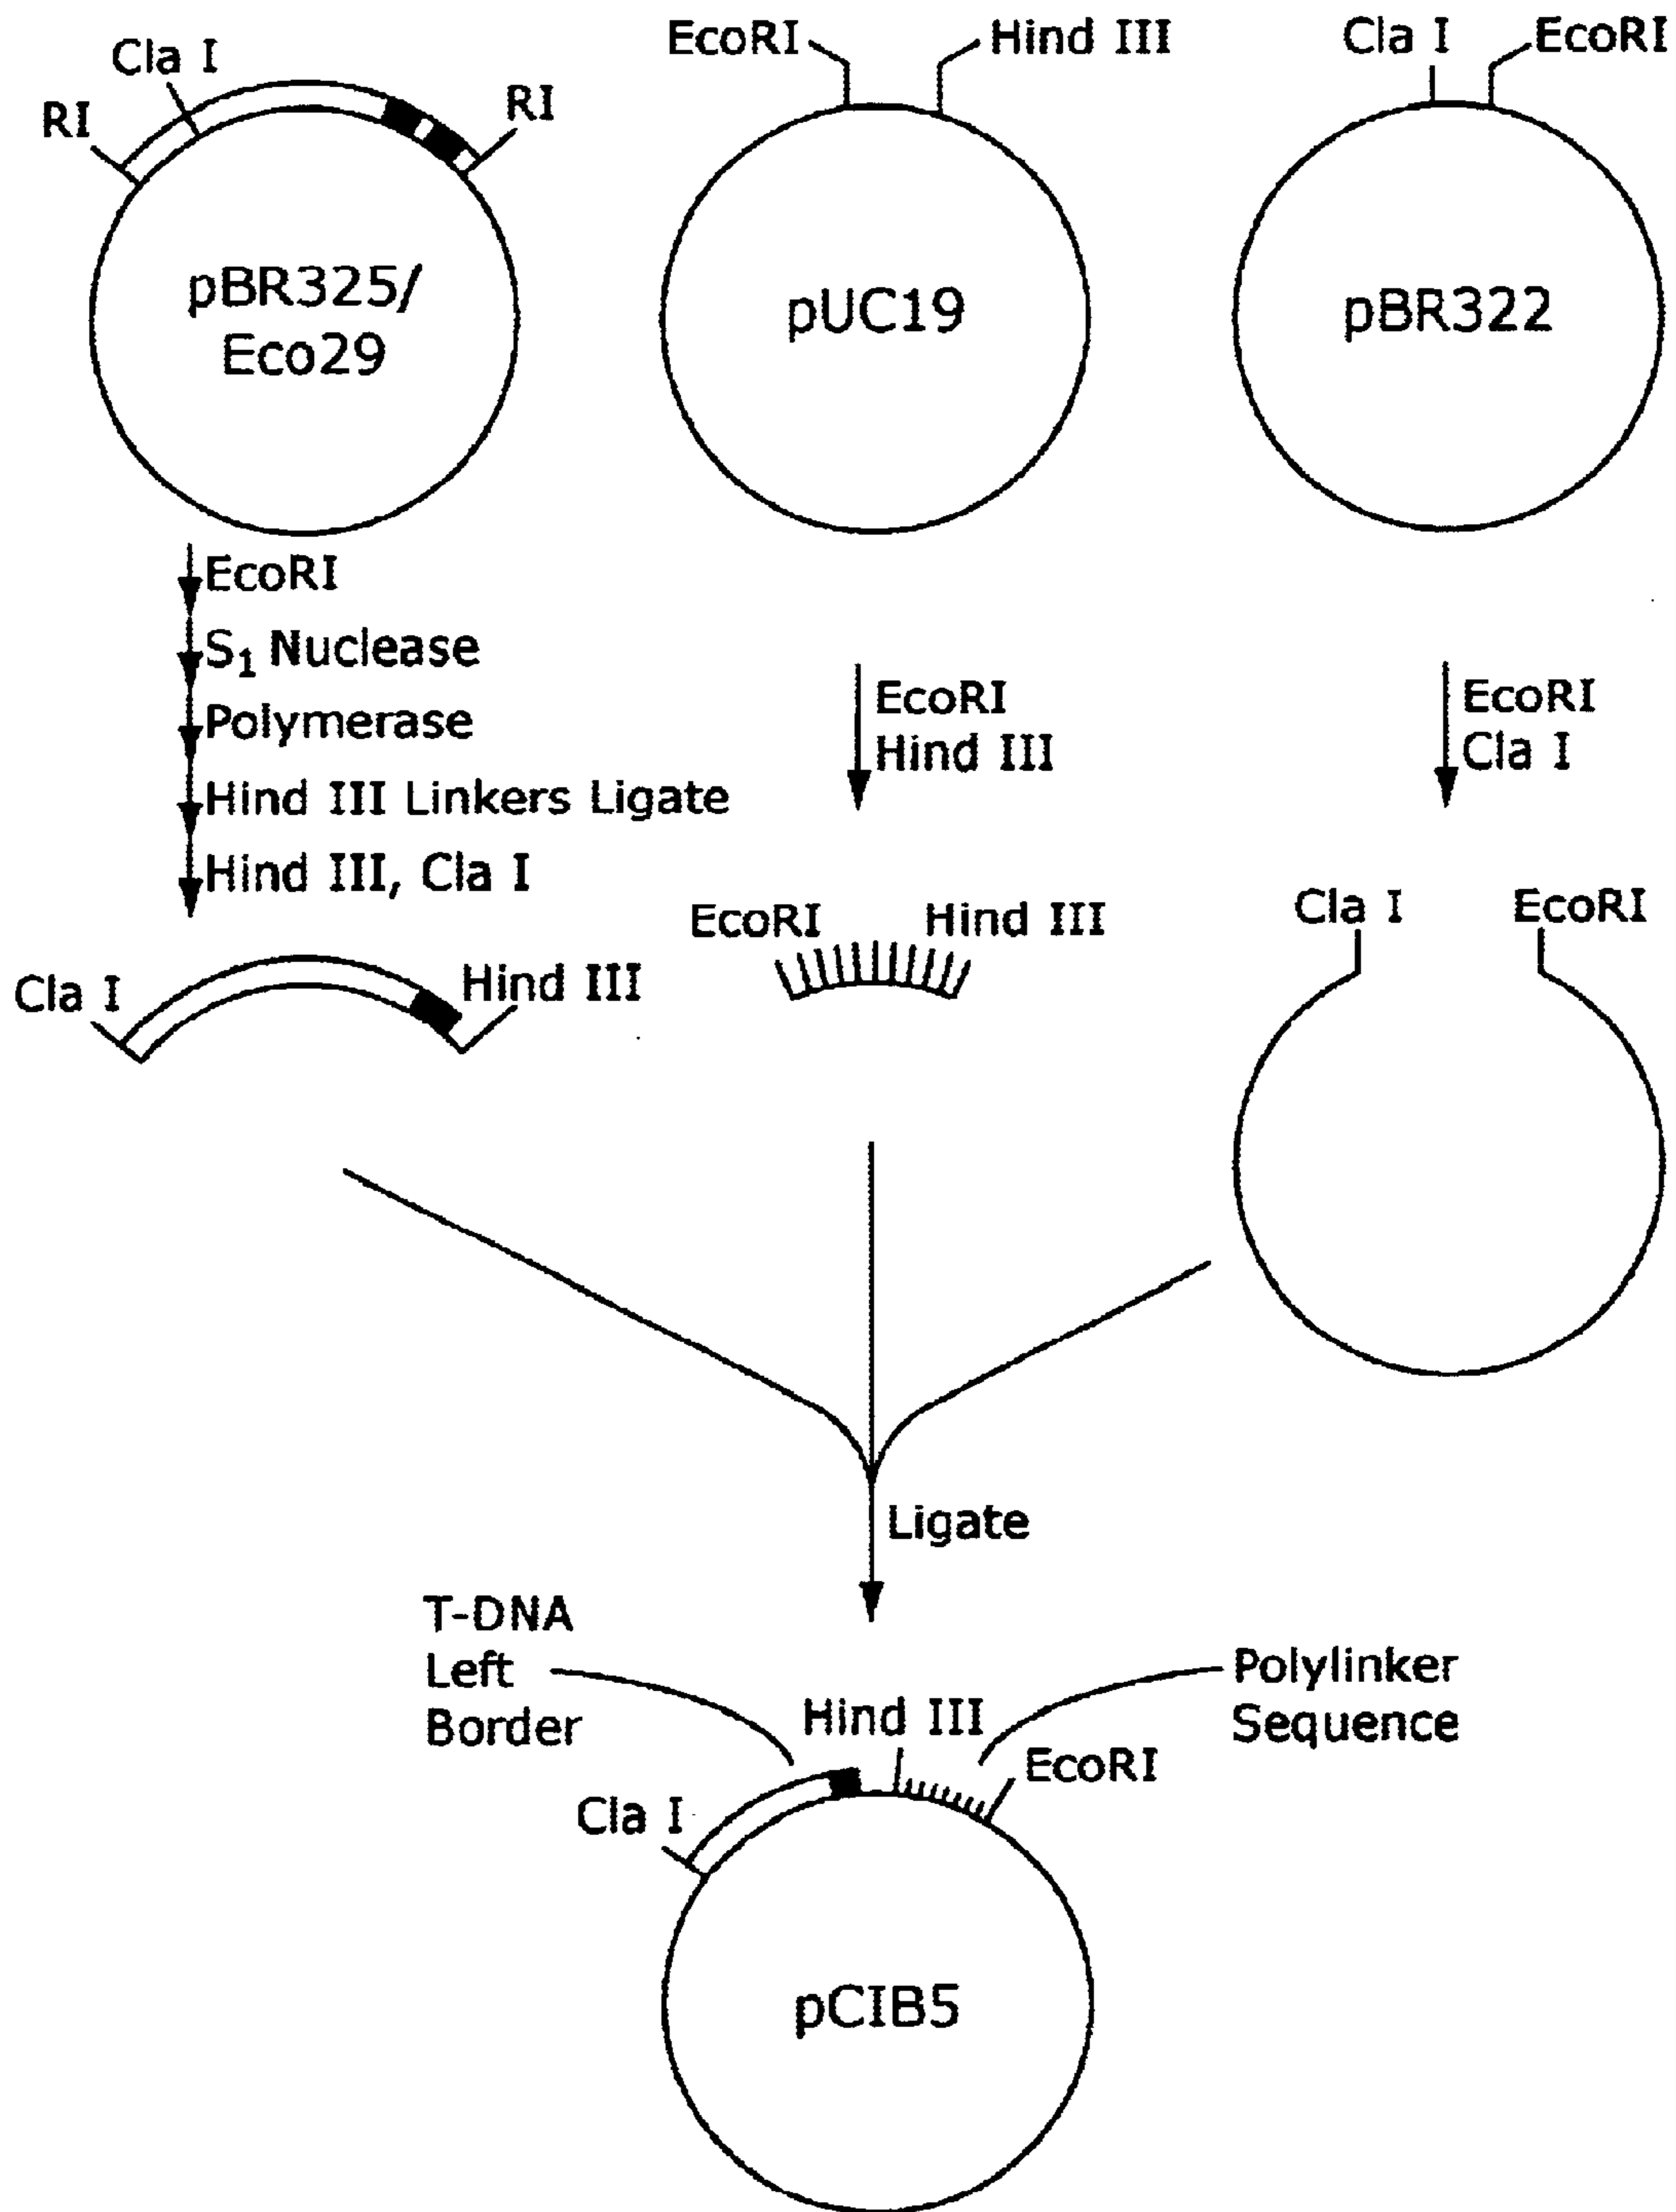 Cla I
RI
RI
pBR325/
Eco29
EcoRI
Hind III
pUC19
Cla I
EcoRI
pBR322
EcoRI
S1 Nuclease
Polymerase
Hind III Linkers Ligate
Hind III, Cla I
EcoRI
Hind III
EcoRI
Cla I
Cla I
Hind III
EcoRI
Hind III
Cla I
EcoRI
Ligate
T-DNA
Left
Border
Hind III
Polylinker
Sequence
EcoRI
Cla I
pCIB5